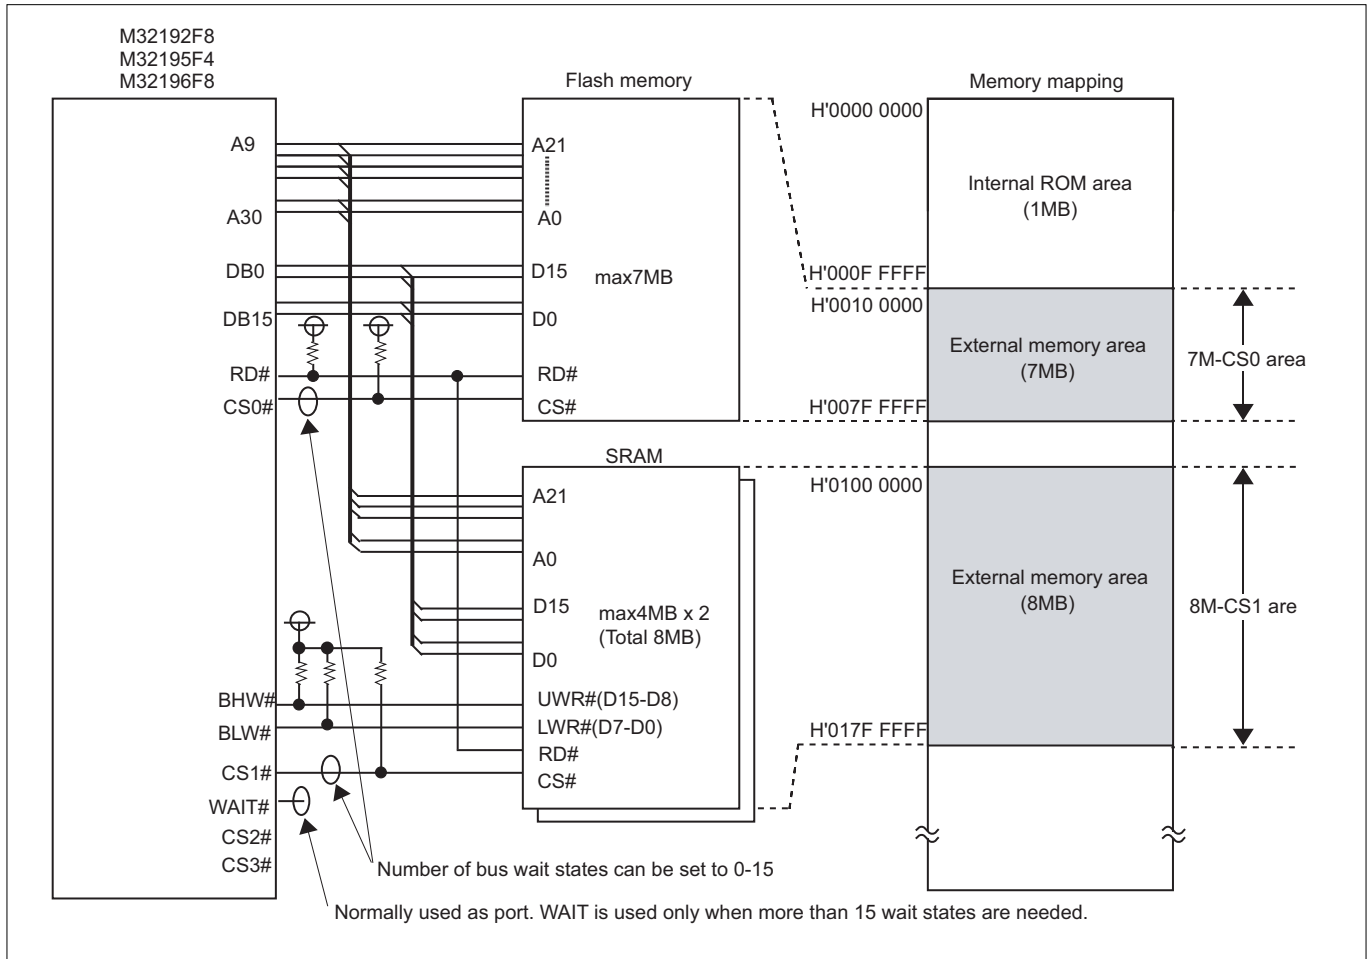 M32192F8
M32195F4
M32196F8
Flash memory
Memory mapping
A9
A30
DB0
DB15
RD#
CS0#
BHW#
BLW#
CS1#
WAIT#
CS2#
CS3#
A21
A0
D15
max7MB
D0
RD#
CS#
SRAM
A21
A0
D15
max4MB x 2
(Total 8MB)
D0
UWR#(D15-D8)
LWR#(D7-D0)
RD#
CS#
H'0000 0000
Internal ROM area
(1MB)
H'000F FFFF
H'0010 0000
External memory area
(7MB)
7M-CS0 area
H'007F FFFF
H'0100 0000
External memory area
(8MB)
8M-CS1 are
H'017F FFFF
Number of bus wait states can be set to 0-15
Normally used as port. WAIT is used only when more than 15 wait states are needed.